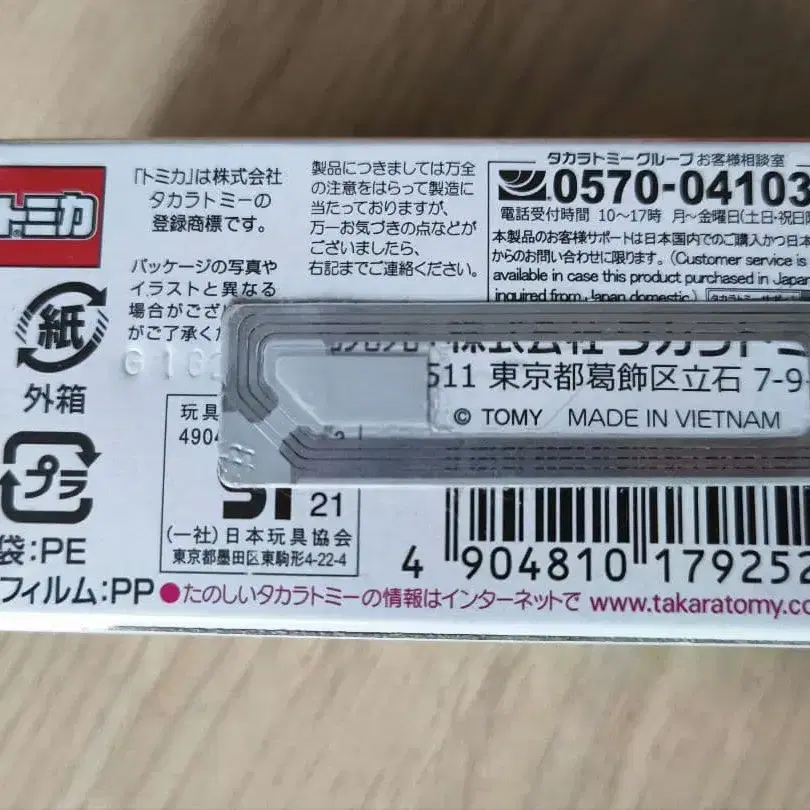 トミカ
「トミカ」は株式会社
タカラトミーの
登録商標です。
パッケージの写真や
イラストと異なる
場合がござ
がご了承く
製品につきましては万全
の注意をはらって製造に
当たっておりますが、
万一お気づきの点などが
ございましたら、
右記までご連絡ください。
タカラトミーグループ お客様相談室
0570-04103
電話受付時間 10〜17時 月〜金曜日(土日・祝日
本製品のお客様サポートは日本国内でのご購入かつ日本
からのお問い合わせに限ります。(Customer service is
available in case this product purchased in Japan
inquired from Japan domestic.)
株式会社 タカラトミ
511 東京都葛飾区立石 7-9-
© TOMY MADE IN VIETNAM
紙
外箱
プラ
袋:PE
フィルム:PP
玩具
4904
ST 21
(一社)日本玩具協会
東京都墨田区東駒形4-22-4
4 904810 179252
●たのしいタカラトミーの情報はインターネットで www.takaratomy.co